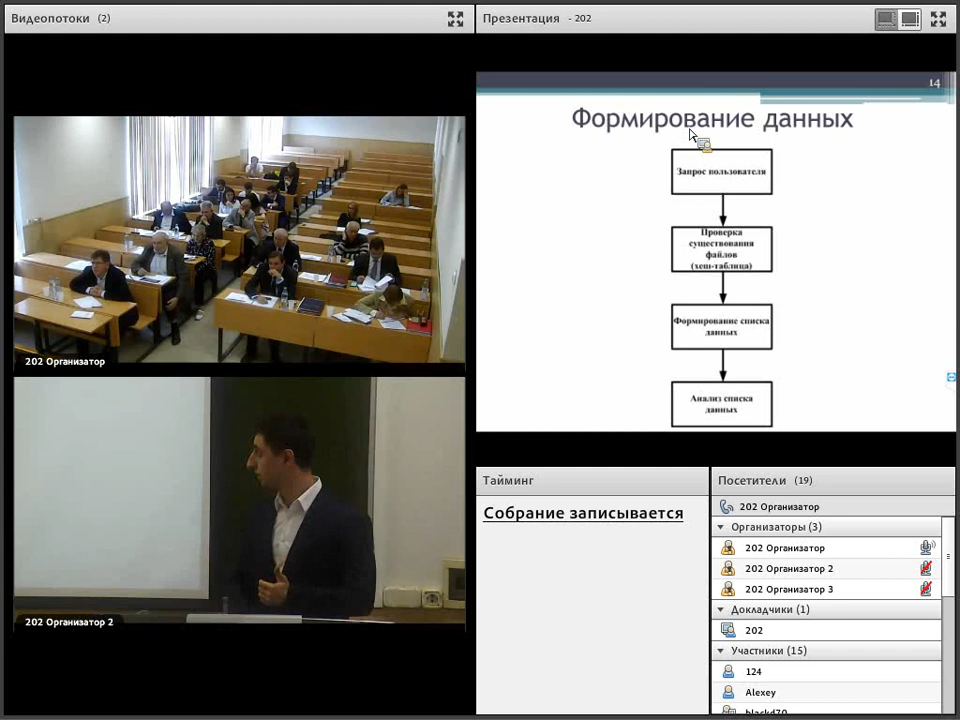 Видеопотоки (2)
202 Организатор
202 Организатор 2
Презентация - 202
14
Формирование данных
Запрос пользователя
Проверка
существования
файлов
(хеш-таблица)
Формирование списка
данных
Анализ списка
данных
Тайминг
Собрание записывается
Посетители (19)
202 Организатор
Организаторы (3)
202 Организатор
202 Организатор 2
202 Организатор 3
Докладчики (1)
202
Участники (15)
124
Alexey
blackd70